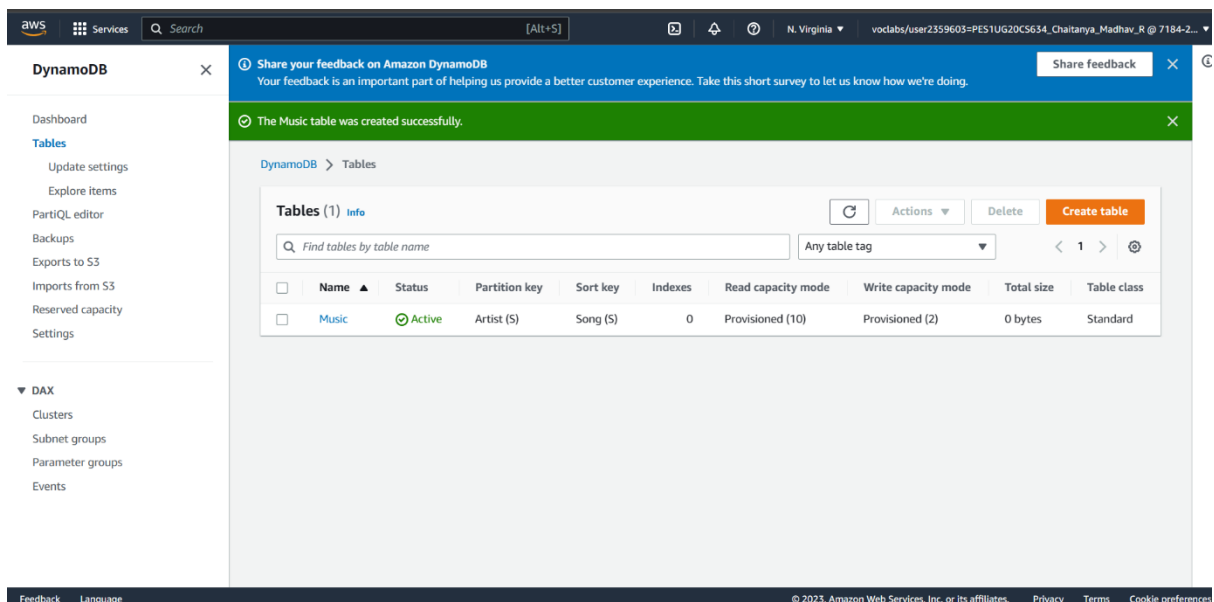 aws Services Search [Alt+S] N. Virginia ▼ voclabs/user2359603=PES1UG20CS634_Chaitanya_Madhav_R @ 7184-2... ▼
DynamoDB
Dashboard
Tables
Update settings
Explore items
PartiQL editor
Backups
Exports to S3
Imports from S3
Reserved capacity
Settings
▼ DAX
Clusters
Subnet groups
Parameter groups
Events
Share your feedback on Amazon DynamoDB
Your feedback is an important part of helping us provide a better customer experience. Take this short survey to let us know how we're doing.
Share feedback
The Music table was created successfully.
DynamoDB > Tables
Tables (1) Info
Actions ▼ Delete Create table
Find tables by table name Any table tag ▼ < 1 >
Name ▲ Status Partition key Sort key Indexes Read capacity mode Write capacity mode Total size Table class
Music Active Artist (S) Song (S) 0 Provisioned (10) Provisioned (2) 0 bytes Standard
Feedback Language © 2023, Amazon Web Services, Inc. or its affiliates. Privacy Terms Cookie preferences